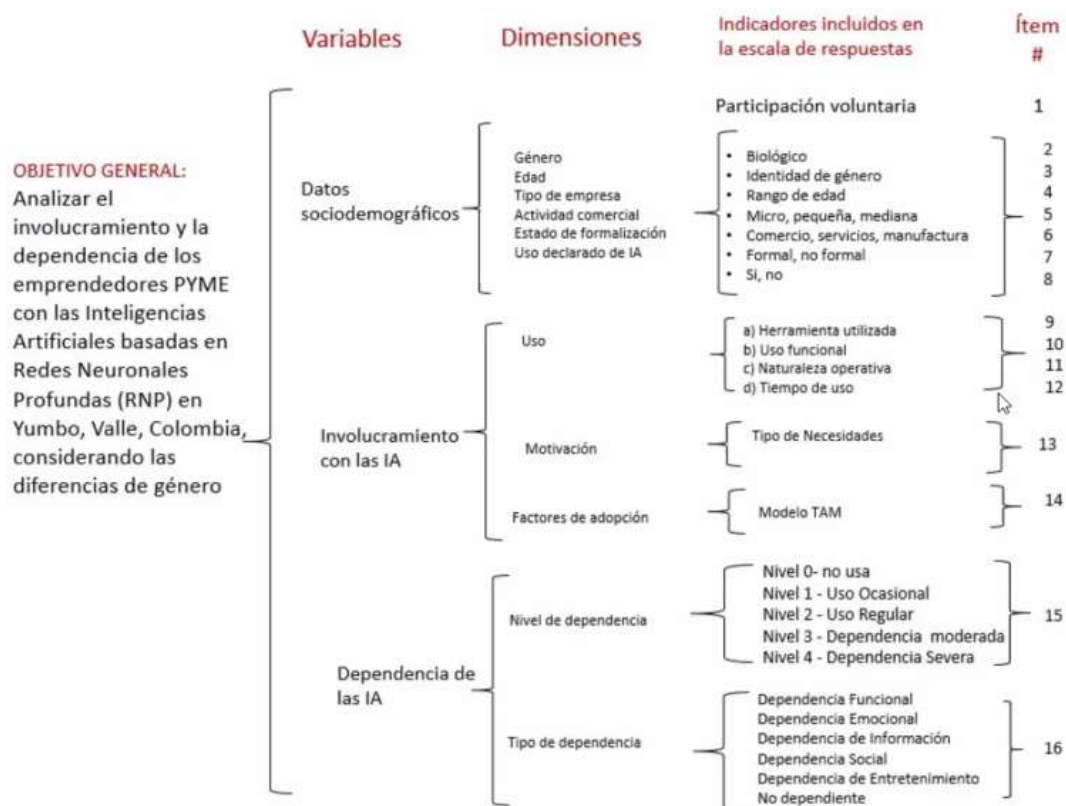 Variables
Dimensiones
Indicadores incluidos en
la escala de respuestas
Ítem
#
OBJETIVO GENERAL:
Analizar el
involucramiento y la
dependencia de los
emprendedores PYME
con las Inteligencias
Artificiales basadas en
Redes Neuronales
Profundas (RNP) en
Yumbo, Valle, Colombia,
considerando las
diferencias de género
Participación voluntaria
1
Datos
sociodemográficos
Género
Edad
Tipo de empresa
Actividad comercial
Estado de formalización
Uso declarado de IA
• Biológico
• Identidad de género
• Rango de edad
• Micro, pequeña, mediana
• Comercio, servicios, manufactura
• Formal, no formal
• Si, no
2
3
4
5
6
7
8
Involucramiento
con las IA
Uso
a) Herramienta utilizada
b) Uso funcional
c) Naturaleza operativa
d) Tiempo de uso
9
10
11
12
Motivación
Tipo de Necesidades
13
Factores de adopción
Modelo TAM
14
Dependencia de
las IA
Nivel de dependencia
Nivel 0- no usa
Nivel 1 - Uso Ocasional
Nivel 2 - Uso Regular
Nivel 3 - Dependencia moderada
Nivel 4 - Dependencia Severa
15
Tipo de dependencia
Dependencia Funcional
Dependencia Emocional
Dependencia de Información
Dependencia Social
Dependencia de Entretenimiento
No dependiente
16